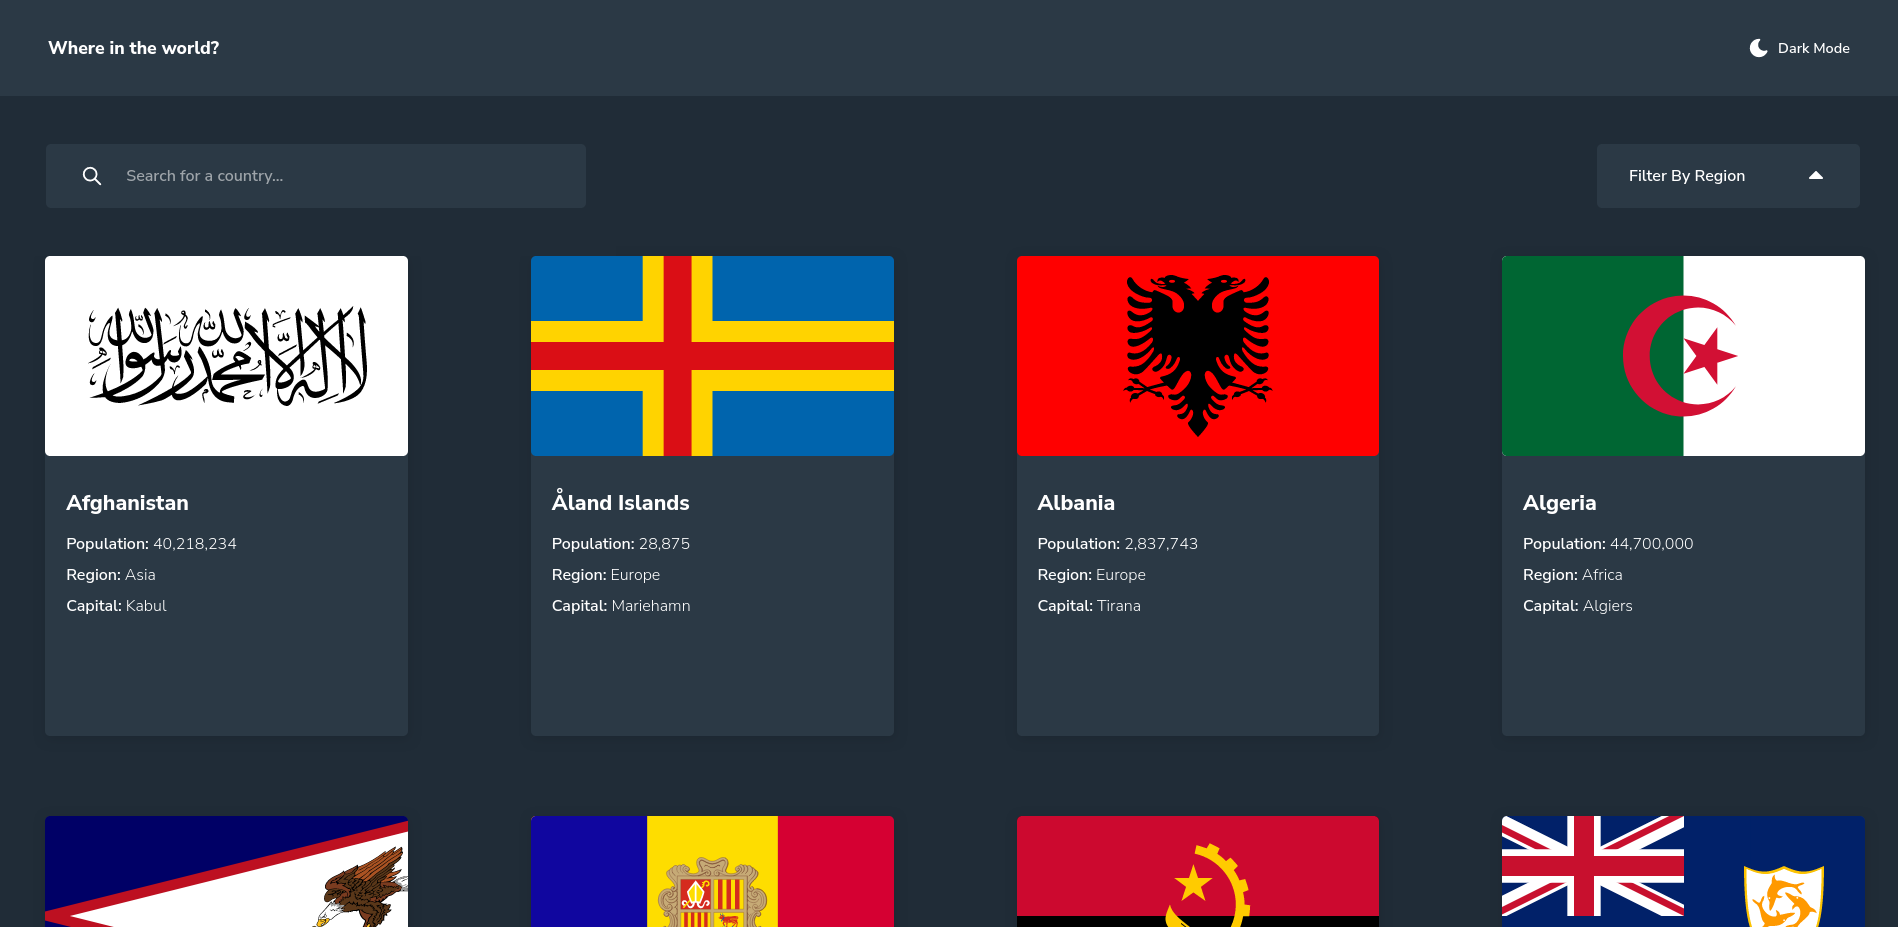 Where in the world?
Dark Mode
Search for a country...
Filter By Region
لا إله إلا الله محمد رسول الله
Afghanistan
Population: 40,218,234
Region: Asia
Capital: Kabul
Åland Islands
Population: 28,875
Region: Europe
Capital: Mariehamn
Albania
Population: 2,837,743
Region: Europe
Capital: Tirana
Algeria
Population: 44,700,000
Region: Africa
Capital: Algiers